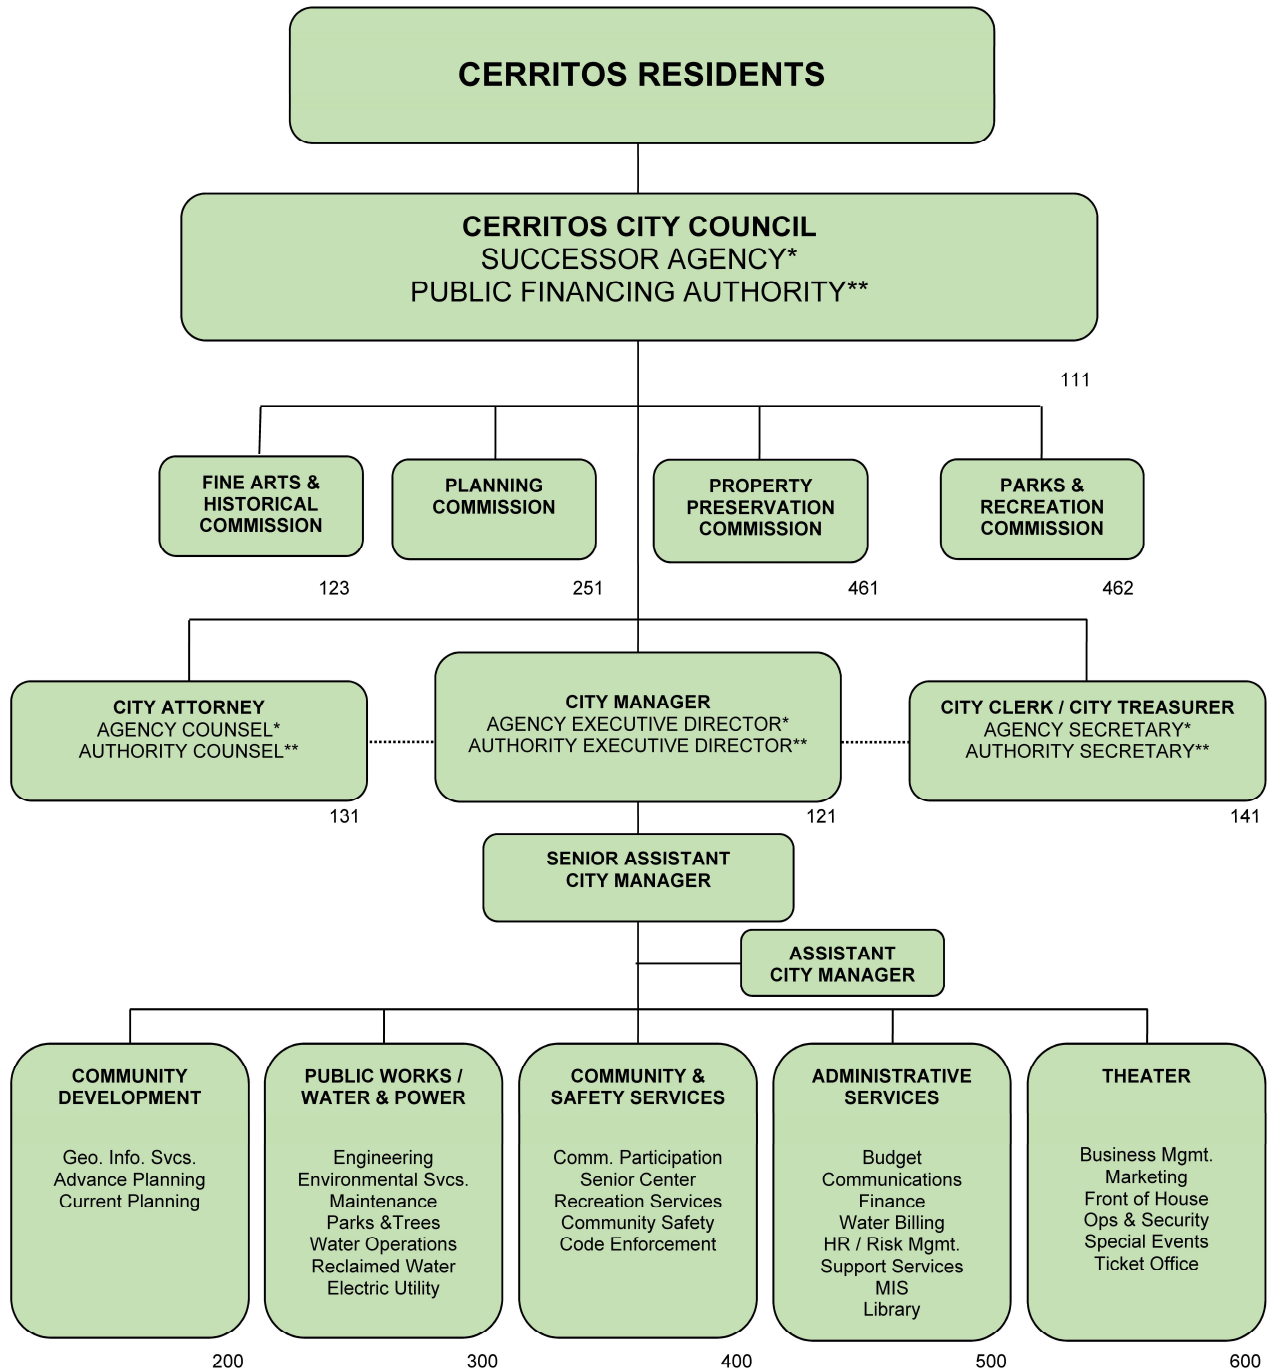 CERRITOS RESIDENTS
CERRITOS CITY COUNCIL
SUCCESSOR AGENCY*
PUBLIC FINANCING AUTHORITY**
111
FINE ARTS &
HISTORICAL
COMMISSION
123
PLANNING
COMMISSION
251
PROPERTY
PRESERVATION
COMMISSION
461
PARKS &
RECREATION
COMMISSION
462
CITY ATTORNEY
AGENCY COUNSEL*
AUTHORITY COUNSEL**
131
CITY MANAGER
AGENCY EXECUTIVE DIRECTOR*
AUTHORITY EXECUTIVE DIRECTOR**
121
CITY CLERK / CITY TREASURER
AGENCY SECRETARY*
AUTHORITY SECRETARY**
141
SENIOR ASSISTANT
CITY MANAGER
ASSISTANT
CITY MANAGER
COMMUNITY
DEVELOPMENT
Geo. Info. Svcs.
Advance Planning
Current Planning
200
PUBLIC WORKS /
WATER & POWER
Engineering
Environmental Svcs.
Maintenance
Parks &Trees
Water Operations
Reclaimed Water
Electric Utility
300
COMMUNITY &
SAFETY SERVICES
Comm. Participation
Senior Center
Recreation Services
Community Safety
Code Enforcement
400
ADMINISTRATIVE
SERVICES
Budget
Communications
Finance
Water Billing
HR / Risk Mgmt.
Support Services
MIS
Library
500
THEATER
Business Mgmt.
Marketing
Front of House
Ops & Security
Special Events
Ticket Office
600